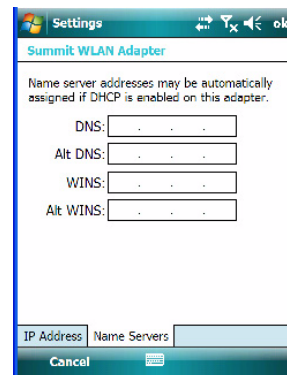 Settings ok
Summit WLAN Adapter
Name server addresses may be automatically
assigned if DHCP is enabled on this adapter.
DNS: . . .
Alt DNS: . . .
WINS: . . .
Alt WINS: . . .
IP Address Name Servers
Cancel